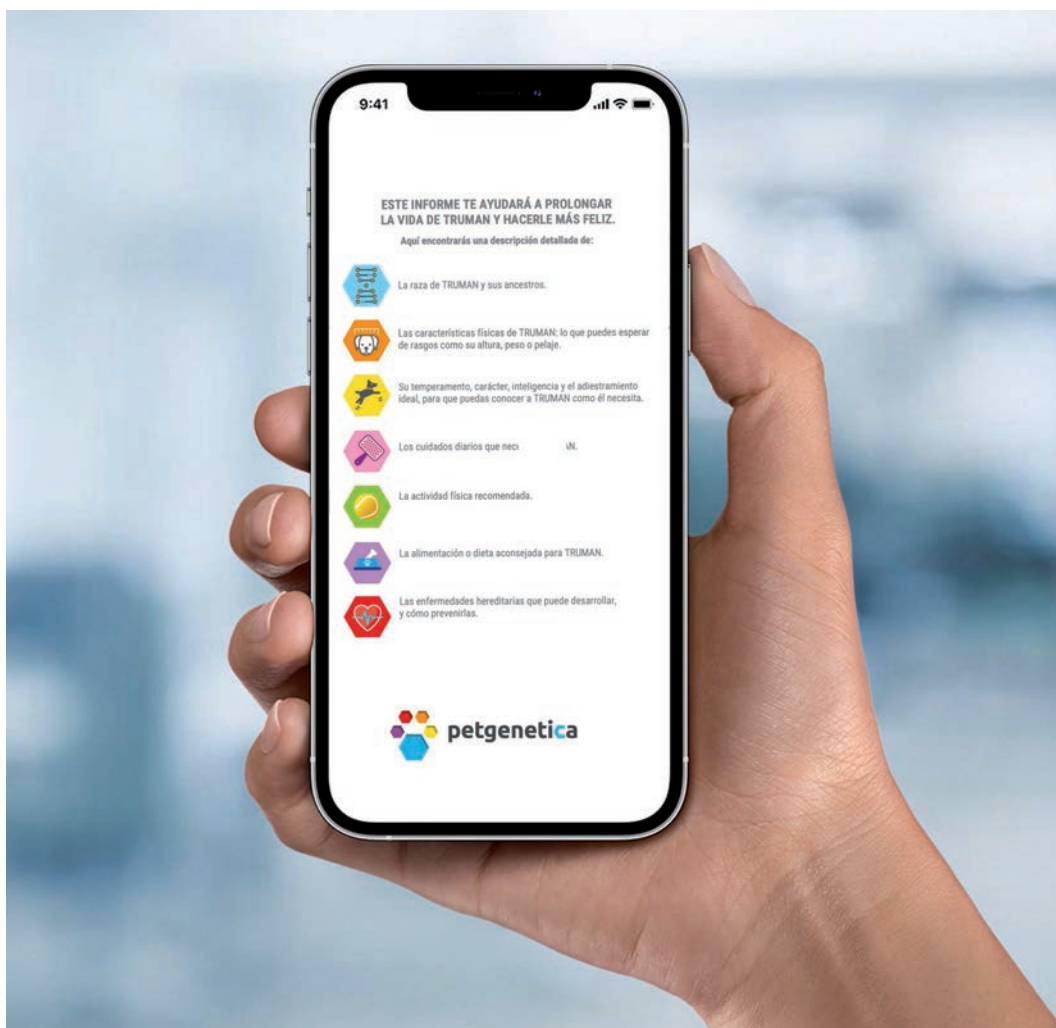 9:41
ESTE INFORME TE AYUDARÁ A PROLONGAR
LA VIDA DE TRUMAN Y HACERLE MÁS FELIZ.
Aquí encontrarás una descripción detallada de:
La raza de TRUMAN y sus ancestros.
Las características físicas de TRUMAN: lo que puedes esperar
de rasgos como su altura, peso o pelaje.
Su temperamento, carácter, inteligencia y el adiestramiento
ideal, para que puedas conocer a TRUMAN como él necesita.
Los cuidados diarios que
La actividad física recomendada.
La alimentación o dieta aconsejada para TRUMAN.
Las enfermedades hereditarias que puede desarrollar,
y cómo prevenirlas.
petgenetica